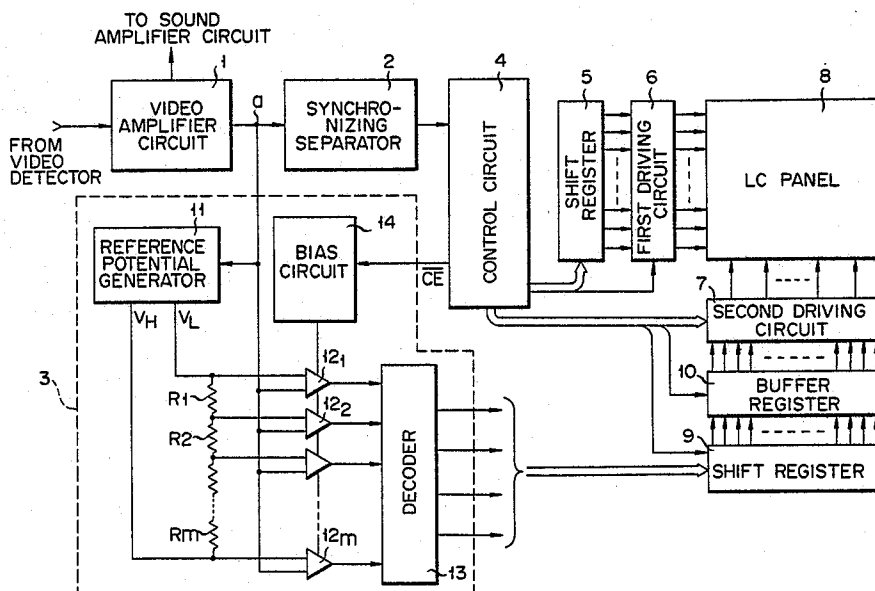 TO SOUND
AMPLIFIER CIRCUIT
1
VIDEO
AMPLIFIER
CIRCUIT
FROM
VIDEO
DETECTOR
a
2
SYNCHRO-
NIZING
SEPARATOR
4
CONTROL CIRCUIT
5
SHIFT
REGISTER
6
FIRST DRIVING
CIRCUIT
8
LC PANEL
11
REFERENCE
POTENTIAL
GENERATOR
VH VL
14
BIAS
CIRCUIT
CE
7
SECOND DRIVING
CIRCUIT
10
BUFFER
REGISTER
9
SHIFT REGISTER
3
R1
R2
Rm
12₁
12₂
12m
DECODER
13